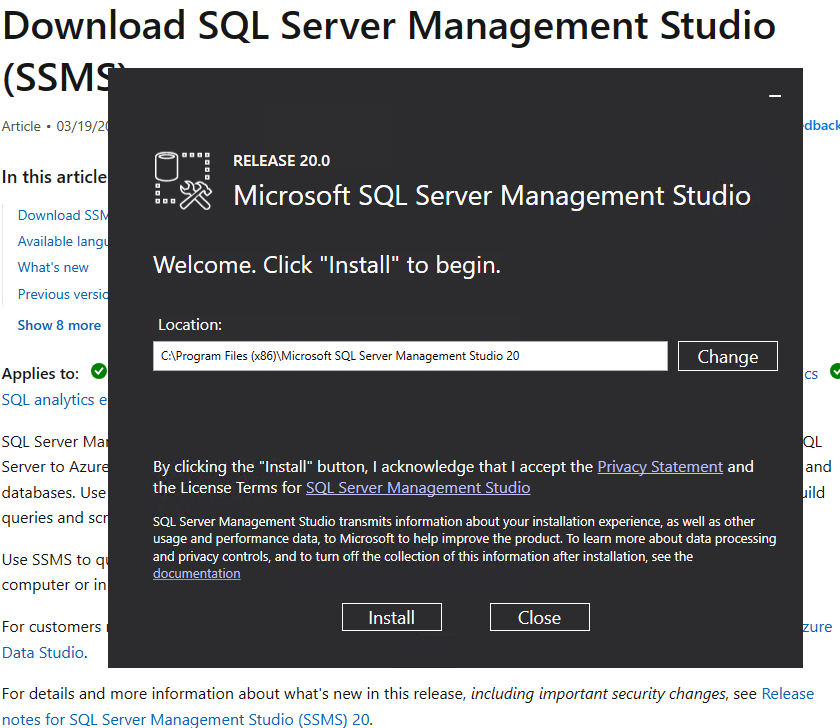 Download SQL Server Management Studio
(SSMS)
Article • 03/19/20
edback
In this article
Download SSM
Available langu
What's new
Previous versio
Show 8 more
RELEASE 20.0
Microsoft SQL Server Management Studio
Welcome. Click "Install" to begin.
Location:
C:\Program Files (x86)\Microsoft SQL Server Management Studio 20
Change
By clicking the "Install" button, I acknowledge that I accept the Privacy Statement and
the License Terms for SQL Server Management Studio
SQL Server Management Studio transmits information about your installation experience, as well as other
usage and performance data, to Microsoft to help improve the product. To learn more about data processing
and privacy controls, and to turn off the collection of this information after installation, see the
documentation
Install
Close
Applies to:
cs
SQL analytics e
SQL Server Man
QL
Server to Azure
and
databases. Use
uild
queries and scr
Use SSMS to qu
computer or in
For customers
zure
Data Studio.
For details and more information about what's new in this release, including important security changes, see Release
notes for SQL Server Management Studio (SSMS) 20.